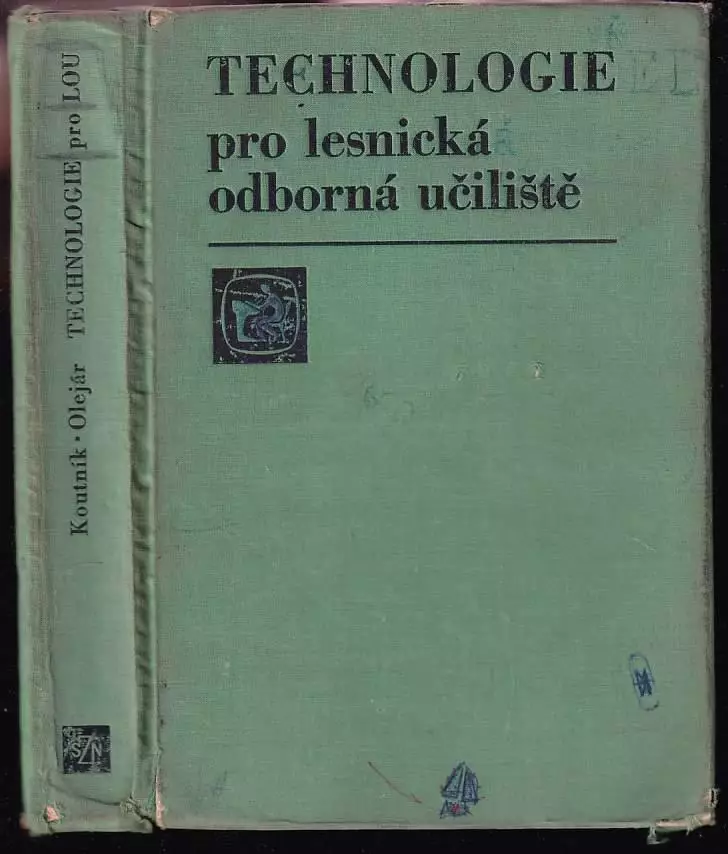 TECHNOLOGIE
pro lesnická
odborná učiliště
Koutník • Olejár TECHNOLOGIE pro LOU
SZN